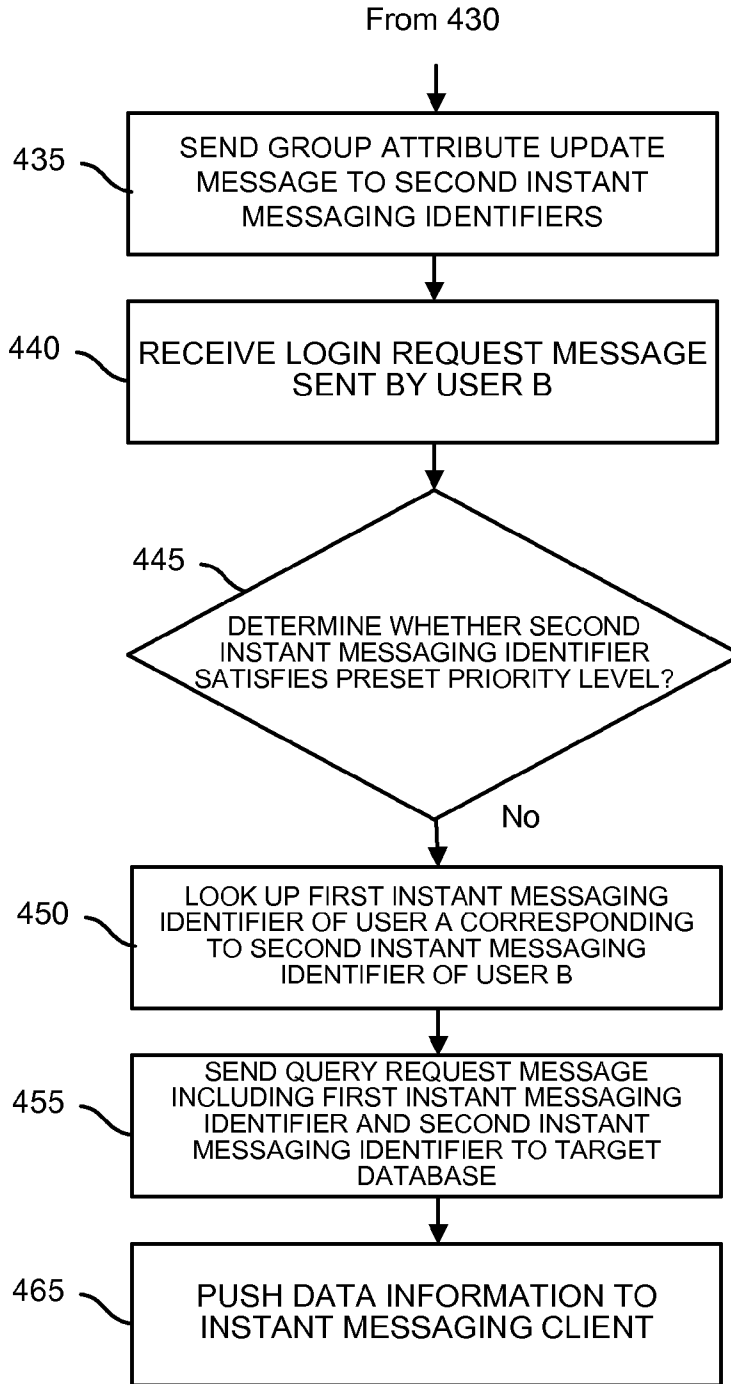 From 430
435
SEND GROUP ATTRIBUTE UPDATE
MESSAGE TO SECOND INSTANT
MESSAGING IDENTIFIERS
440
RECEIVE LOGIN REQUEST MESSAGE
SENT BY USER B
445
DETERMINE WHETHER SECOND
INSTANT MESSAGING IDENTIFIER
SATISFIES PRESET PRIORITY LEVEL?
No
450
LOOK UP FIRST INSTANT MESSAGING
IDENTIFIER OF USER A CORRESPONDING
TO SECOND INSTANT MESSAGING
IDENTIFIER OF USER B
455
SEND QUERY REQUEST MESSAGE
INCLUDING FIRST INSTANT MESSAGING
IDENTIFIER AND SECOND INSTANT
MESSAGING IDENTIFIER TO TARGET
DATABASE
465
PUSH DATA INFORMATION TO
INSTANT MESSAGING CLIENT